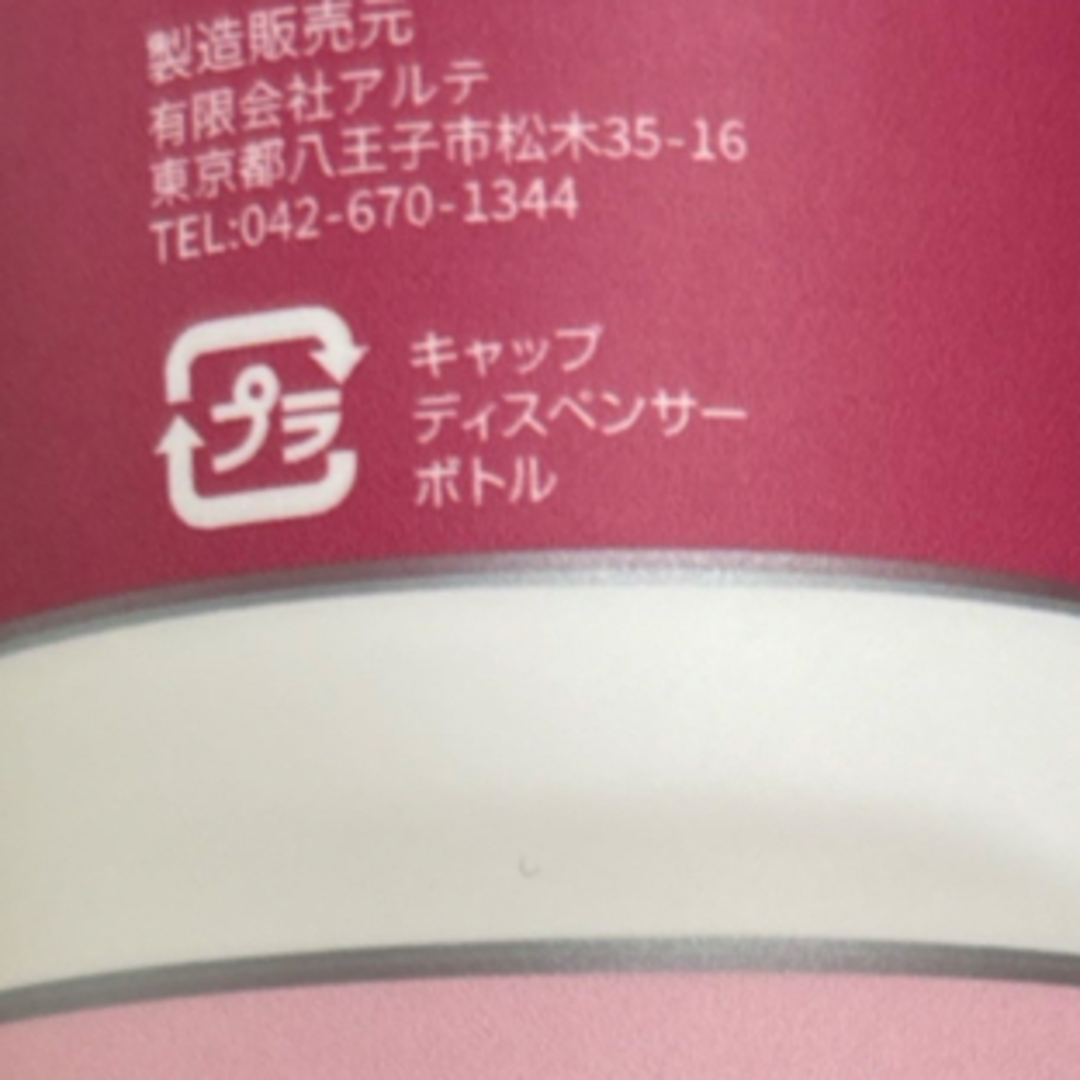 製造販売元
有限会社アルテ
東京都八王子市松木35-16
TEL:042-670-1344
プラ
キャップ
ディスペンサー
ボトル